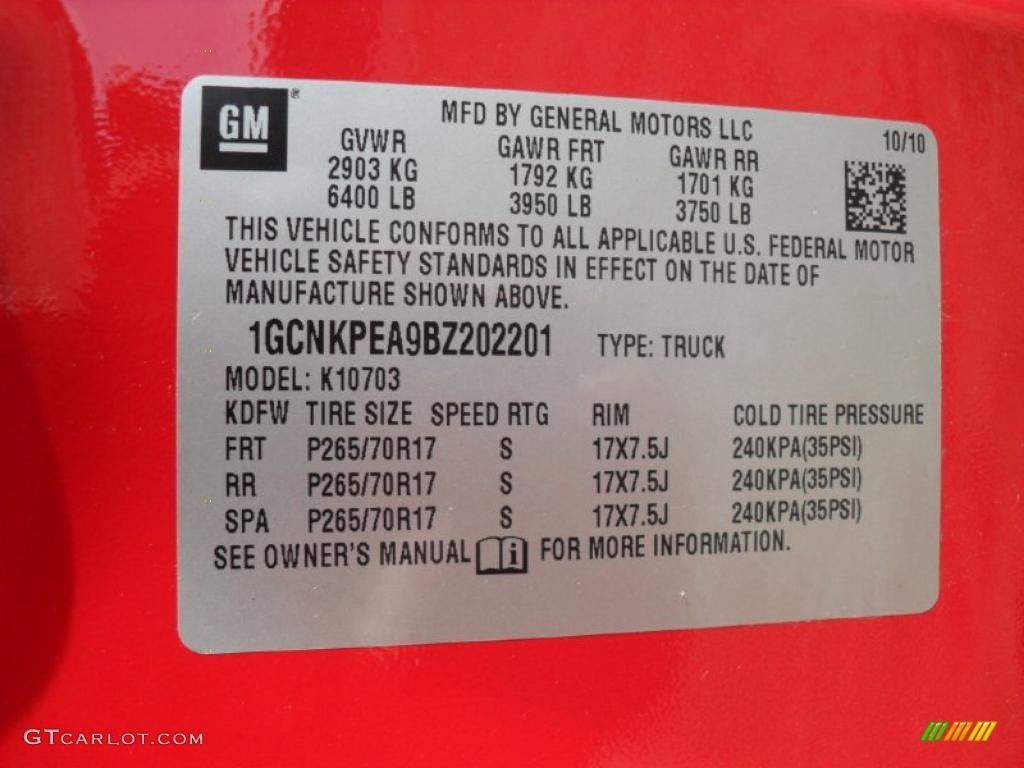 GM®
MFD BY GENERAL MOTORS LLC
10/10
GVWR GAWR FRT GAWR RR
2903 KG 1792 KG 1701 KG
6400 LB 3950 LB 3750 LB
THIS VEHICLE CONFORMS TO ALL APPLICABLE U.S. FEDERAL MOTOR
VEHICLE SAFETY STANDARDS IN EFFECT ON THE DATE OF
MANUFACTURE SHOWN ABOVE.
1GCNKPEA9BZ202201 TYPE: TRUCK
MODEL: K10703
KDFW TIRE SIZE SPEED RTG RIM COLD TIRE PRESSURE
FRT P265/70R17 S 17X7.5J 240KPA(35PSI)
RR P265/70R17 S 17X7.5J 240KPA(35PSI)
SPA P265/70R17 S 17X7.5J 240KPA(35PSI)
SEE OWNER'S MANUAL i FOR MORE INFORMATION.
GTCARLOT.COM